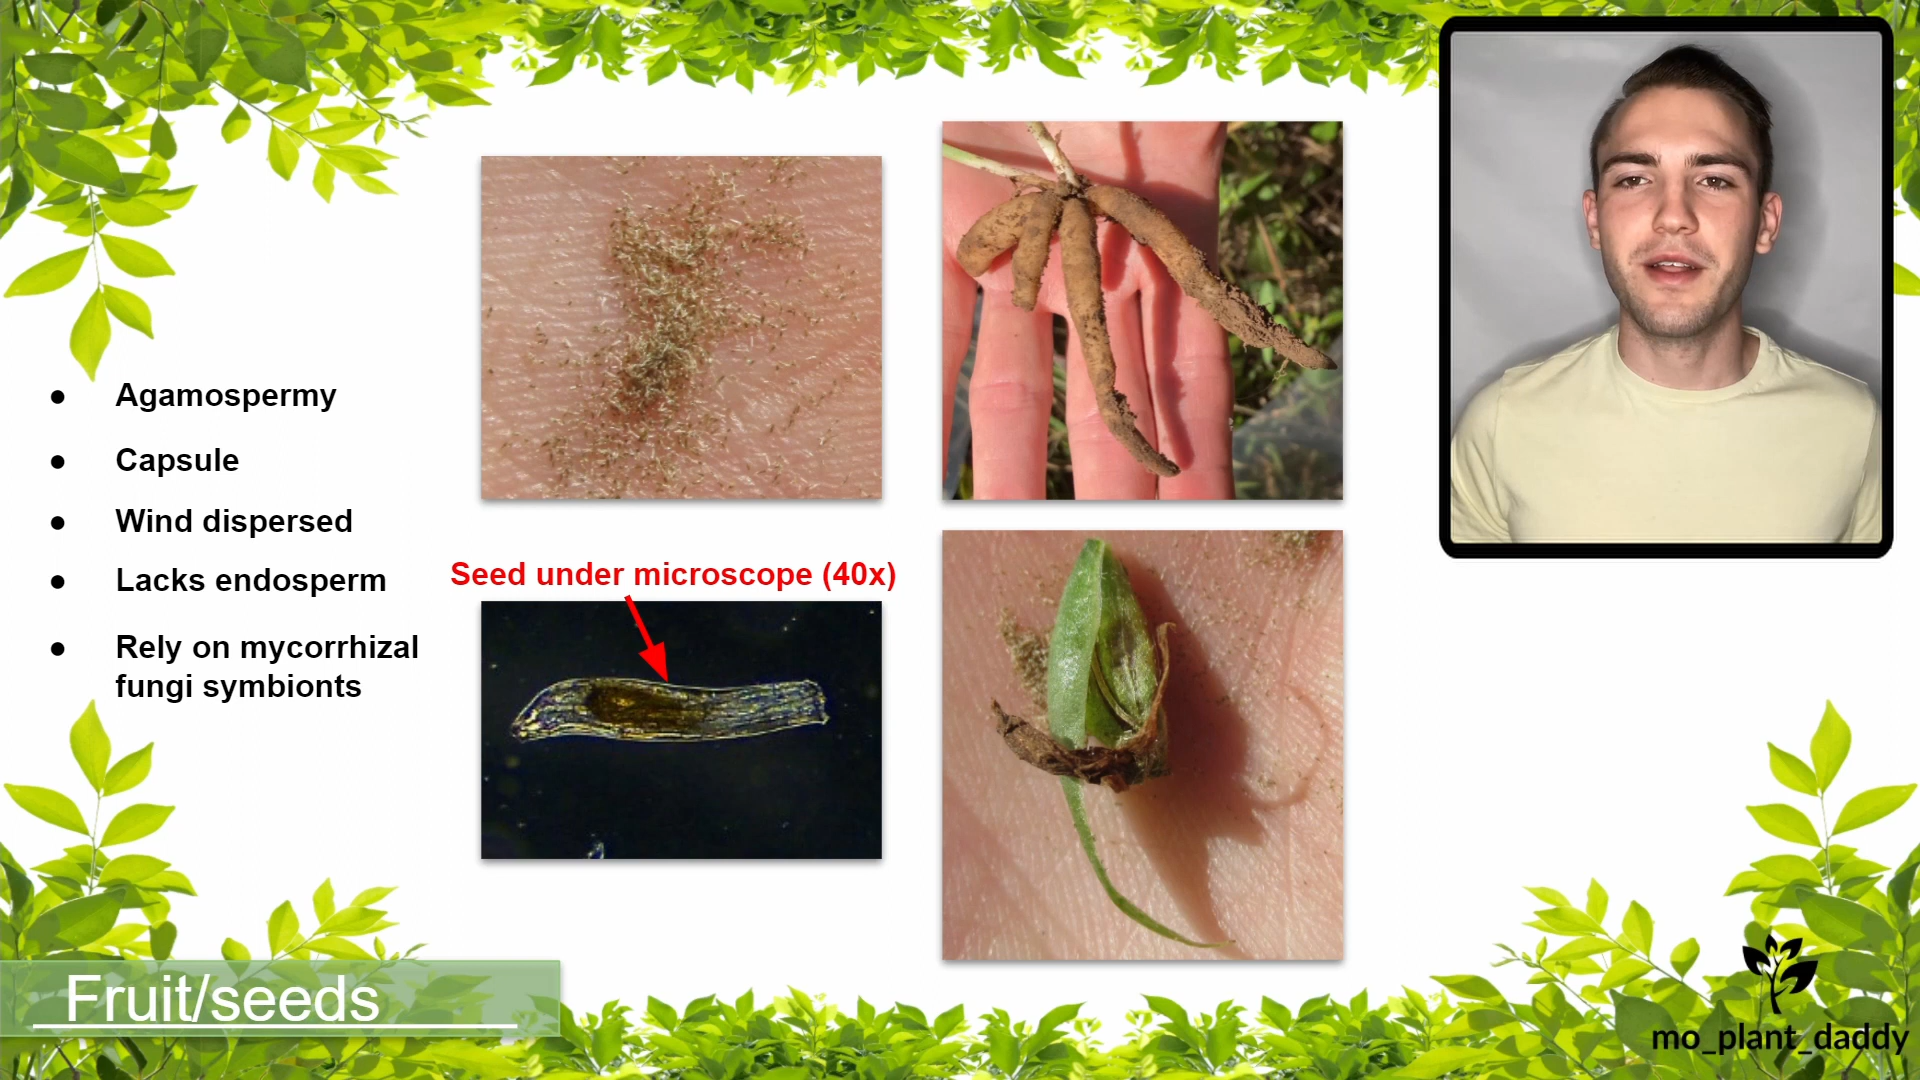 Agamospermy
Capsule
Wind dispersed
Lacks endosperm
Rely on mycorrhizal
fungi symbionts
Seed under microscope (40x)
Fruit/seeds
mo_plant_daddy